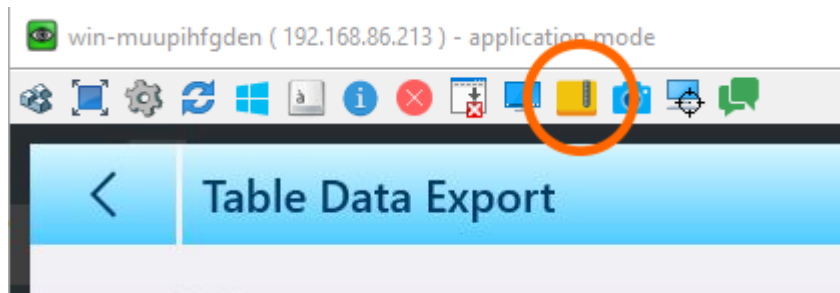 win-muupihfgden ( 192.168.86.213 ) - application mode
à
i
Table Data Export